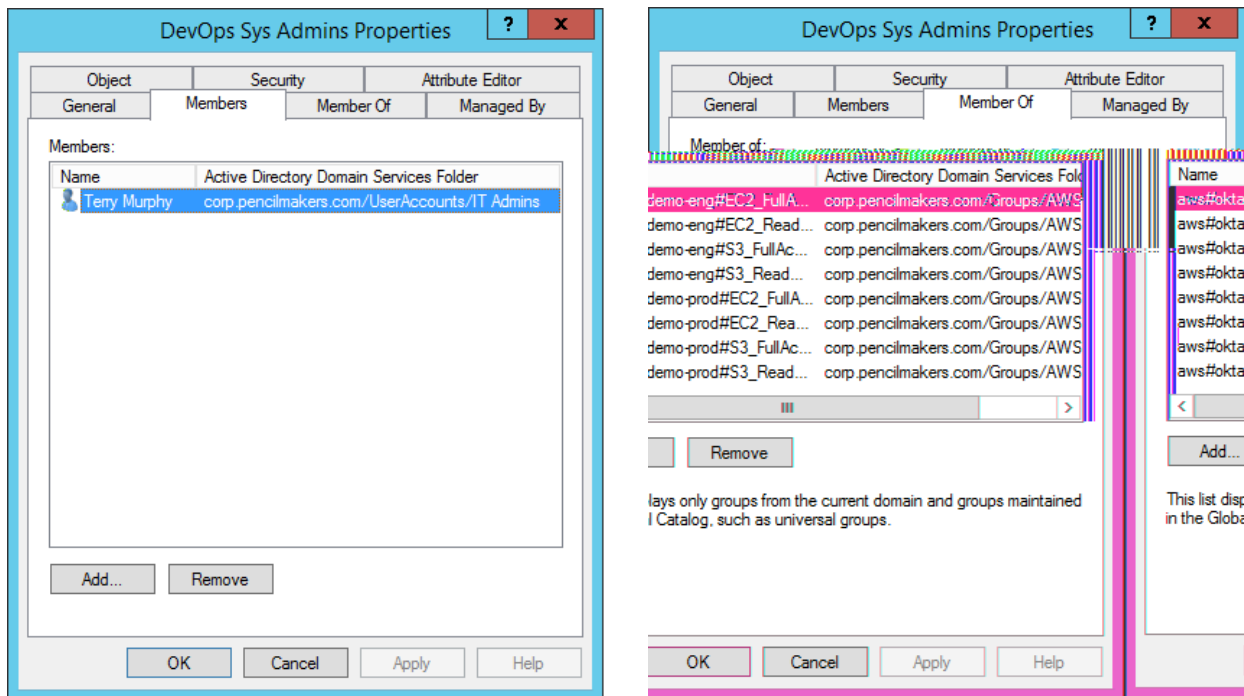 DevOps Sys Admins Properties ? x
Object Security Attribute Editor
General Members Member Of Managed By
Members:
Name Active Directory Domain Services Folder
Terry Murphy corp.pencilmakers.com/UserAccounts/IT Admins
Add... Remove
OK Cancel Apply Help
DevOps Sys Admins Properties ? x
Object Security Attribute Editor
General Members Member Of Managed By
Member of:
Active Directory Domain Services Fold Name
demo-eng#EC2_FullA... corp.pencilmakers.com/Groups/AWS aws#okta
demo-eng#EC2_Read... corp.pencilmakers.com/Groups/AWS aws#okta
demo-eng#S3_FullAc... corp.pencilmakers.com/Groups/AWS aws#okta
demo-eng#S3_Read... corp.pencilmakers.com/Groups/AWS aws#okta
demo-prod#EC2_FullA... corp.pencilmakers.com/Groups/AWS aws#okta
demo-prod#EC2_Rea... corp.pencilmakers.com/Groups/AWS aws#okta
demo-prod#S3_FullAc... corp.pencilmakers.com/Groups/AWS aws#okta
demo-prod#S3_Read... corp.pencilmakers.com/Groups/AWS aws#okta
Remove Add...
lays only groups from the current domain and groups maintained This list disp
l Catalog, such as universal groups. in the Globa
OK Cancel Apply Help